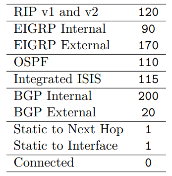 RIP v1 and v2 120
EIGRP Internal 90
EIGRP External 170
OSPF 110
Integrated ISIS 115
BGP Internal 200
BGP External 20
Static to Next Hop 1
Static to Interface 1
Connected 0